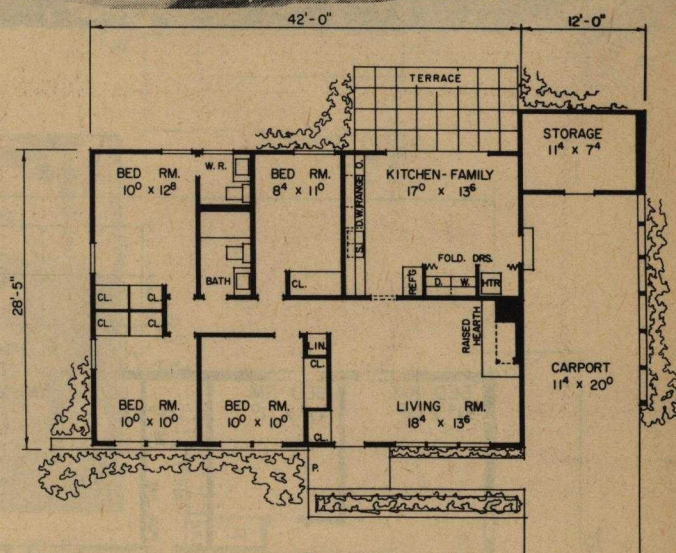 42'-0"
12'-0"
TERRACE
STORAGE
11⁴ x 7⁴
W. R.
BED RM.
10⁰ x 12⁸
BED RM.
8⁴ x 11⁰
KITCHEN-FAMILY
17⁰ x 13⁶
S. D.W. RANGE O.
28'-5"
BATH
FOLD. DRS.
CL.
CL.
CL.
REF'G
D. W.
HTR
CL.
CL.
LIN.
CL.
RAISED
HEARTH
CARPORT
11⁴ x 20⁰
BED RM.
10⁰ x 10⁰
BED RM.
10⁰ x 10⁰
LIVING RM.
18⁴ x 13⁶
CL.
P.